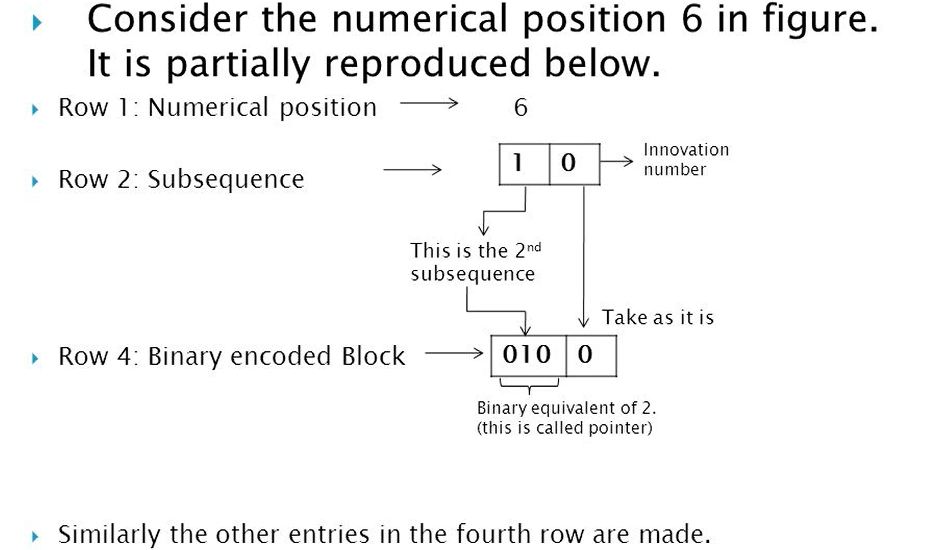 Consider the numerical position 6 in figure.
It is partially reproduced below.
Row 1: Numerical position
6
Row 2: Subsequence
1 0
Innovation
number
This is the 2nd
subsequence
Take as it is
Row 4: Binary encoded Block
010 0
Binary equivalent of 2.
(this is called pointer)
Similarly the other entries in the fourth row are made.